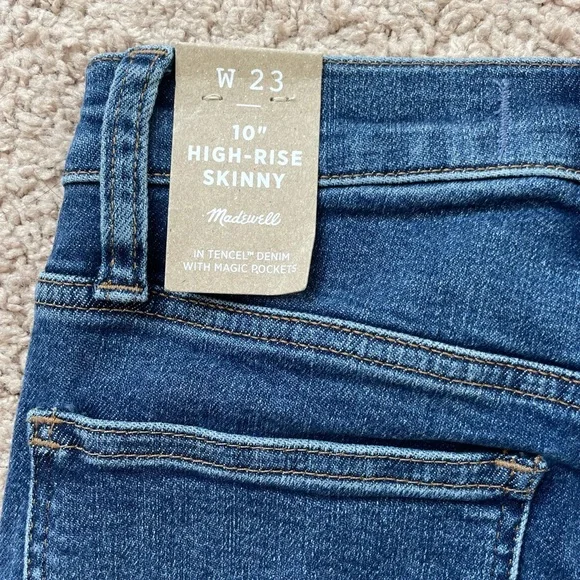 W 23
10"
HIGH-RISE
SKINNY
Madewell
IN TENCEL™ DENIM
WITH MAGIC POCKETS